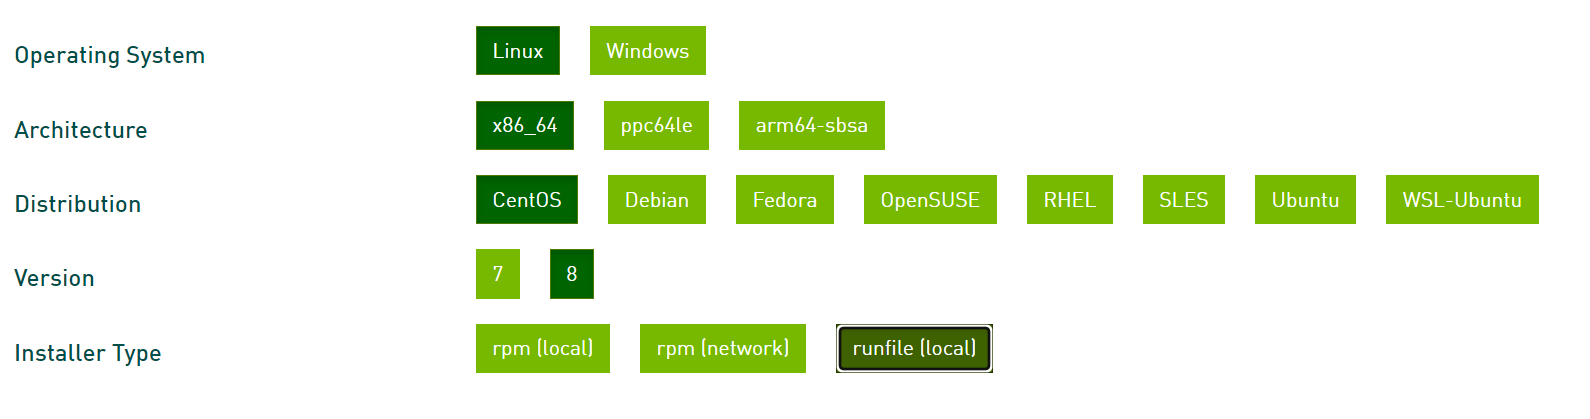 Operating System Linux Windows
Architecture x86_64 ppc64le arm64-sbsa
Distribution CentOS Debian Fedora OpenSUSE RHEL SLES Ubuntu WSL-Ubuntu
Version 7 8
Installer Type rpm (local) rpm (network) runfile (local)